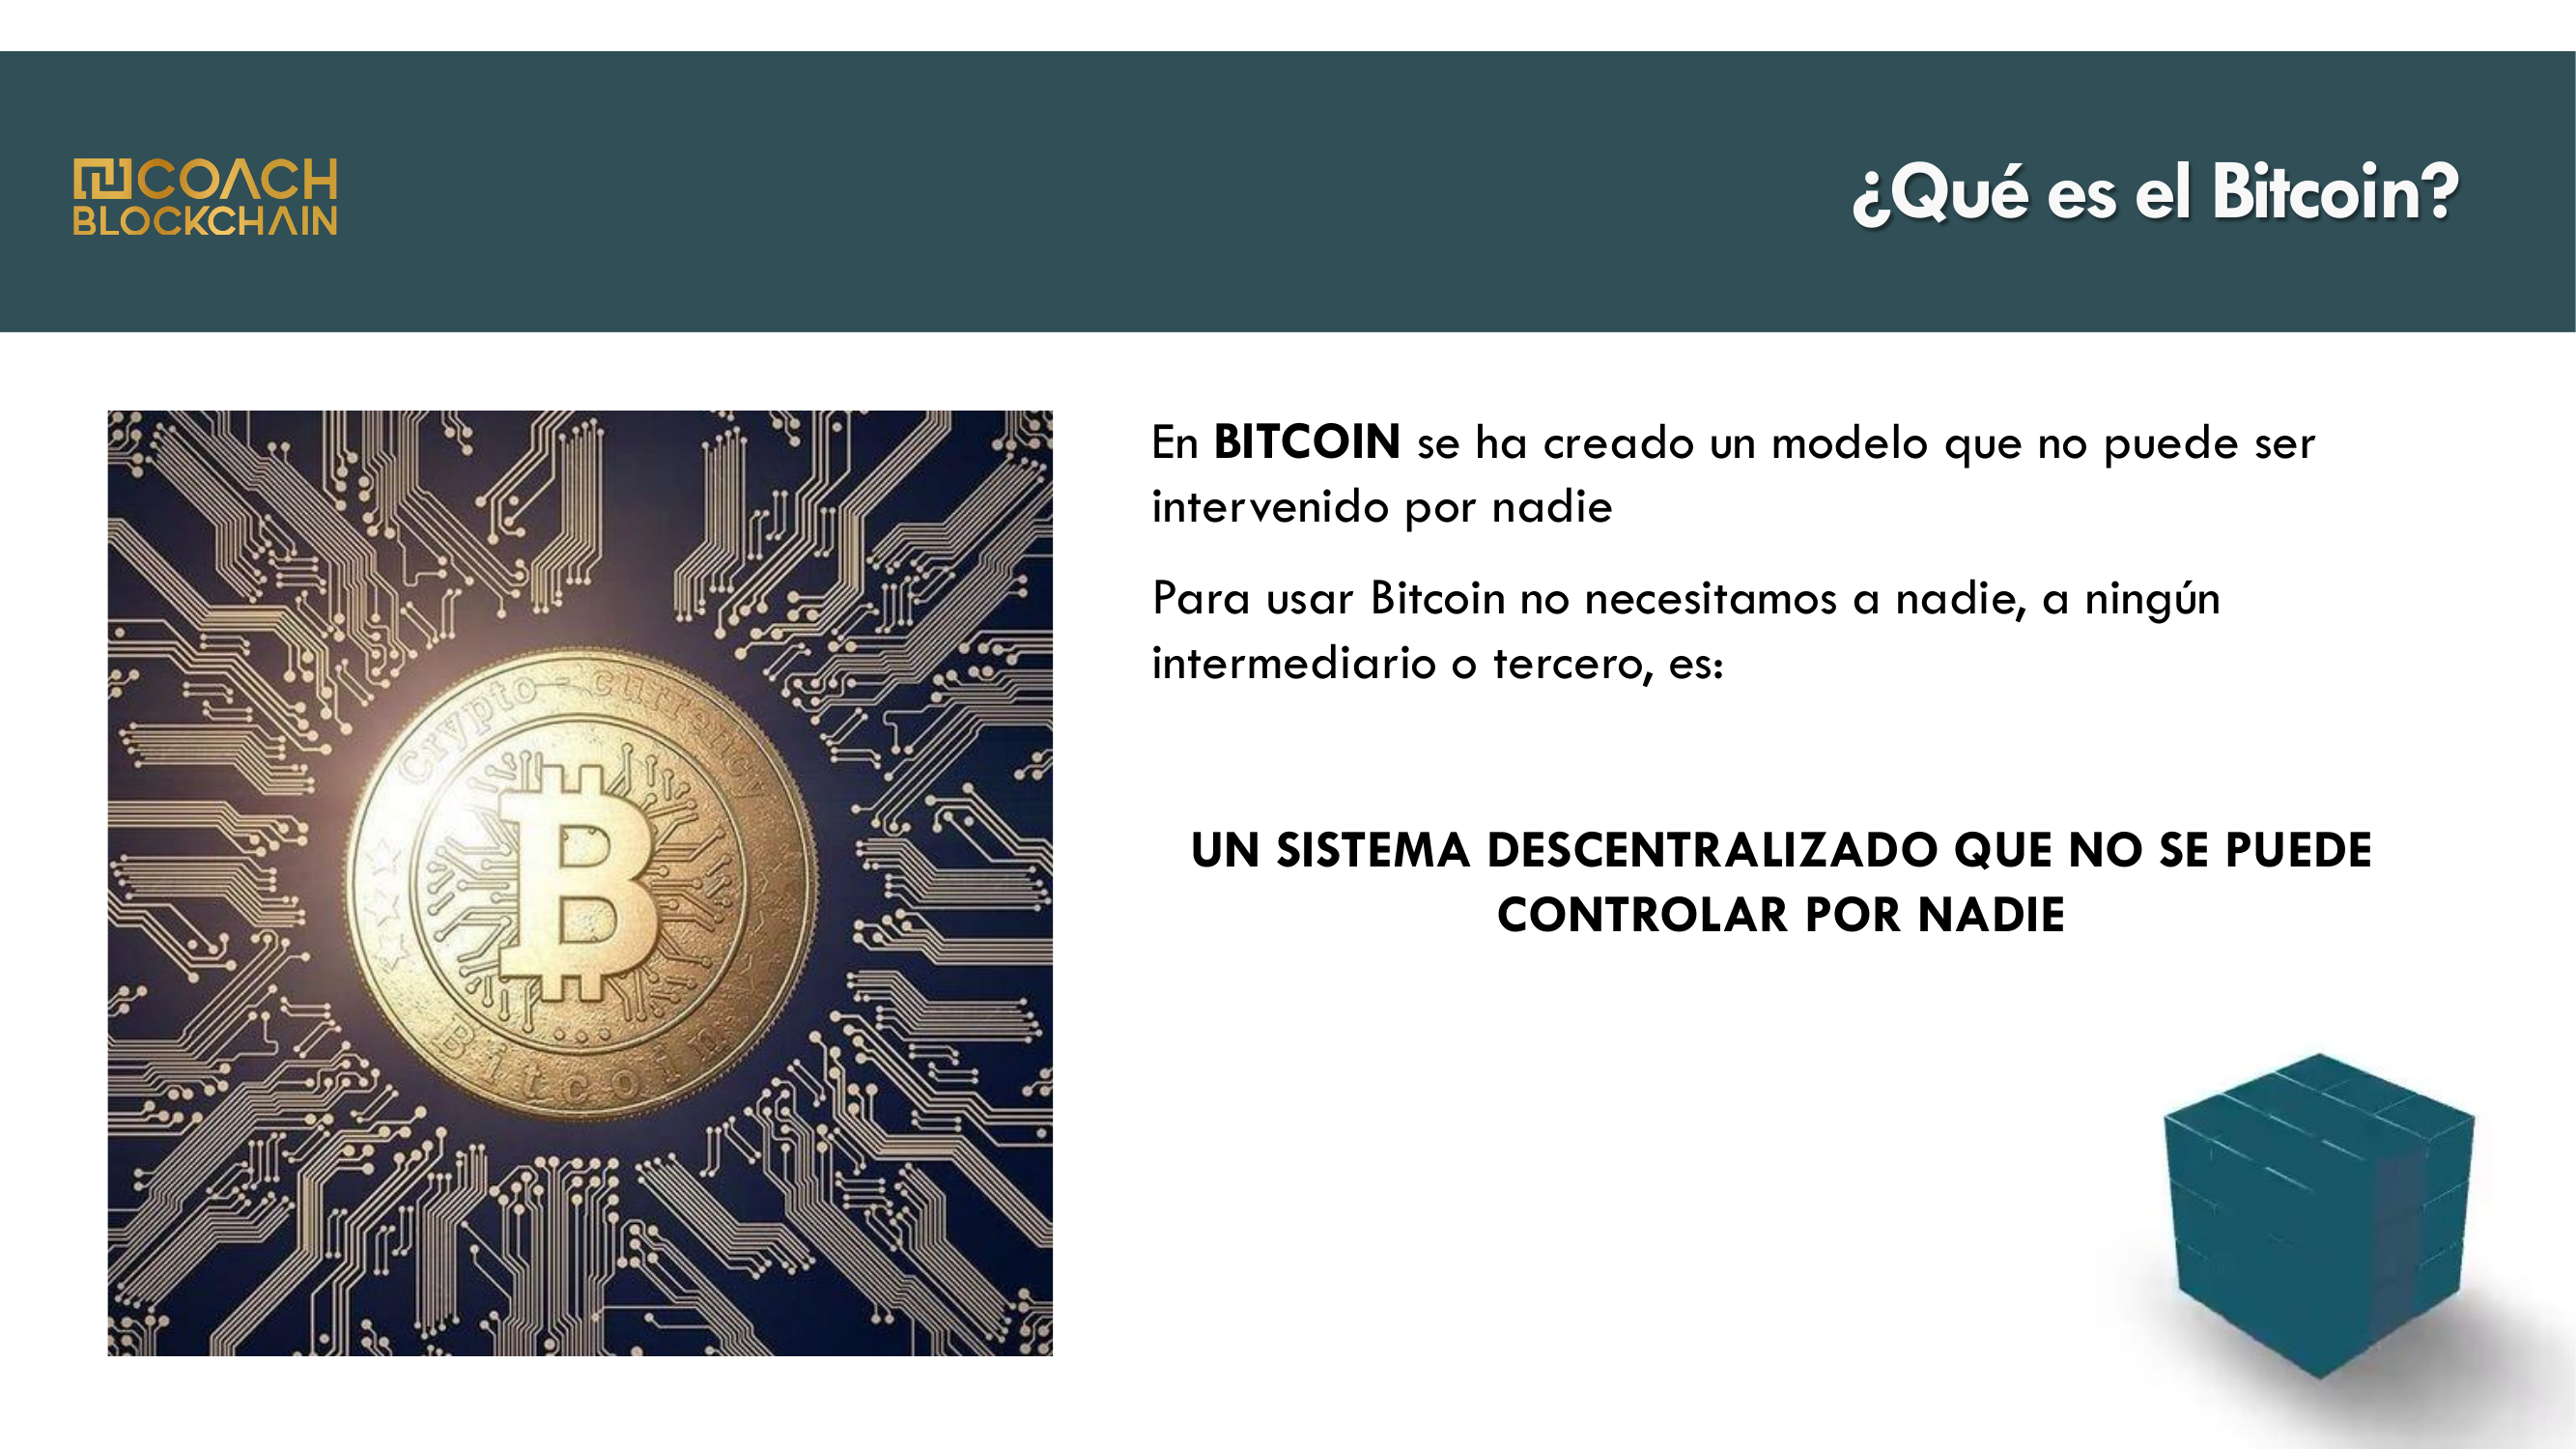 COACH
BLOCKCHAIN
¿Qué es el Bitcoin?
En BITCOIN se ha creado un modelo que no puede ser
intervenido por nadie
Para usar Bitcoin no necesitamos a nadie, a ningún
intermediario o tercero, es:
UN SISTEMA DESCENTRALIZADO QUE NO SE PUEDE
CONTROLAR POR NADIE
Crypto - currency
Bitcoin